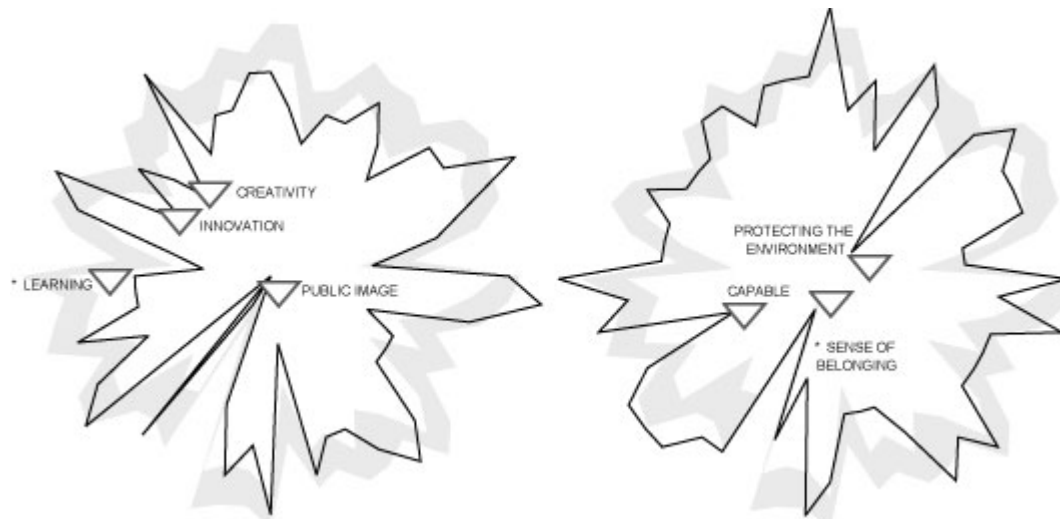 CREATIVITY
INNOVATION
* LEARNING
PUBLIC IMAGE
PROTECTING THE
ENVIRONMENT
CAPABLE
* SENSE OF
BELONGING